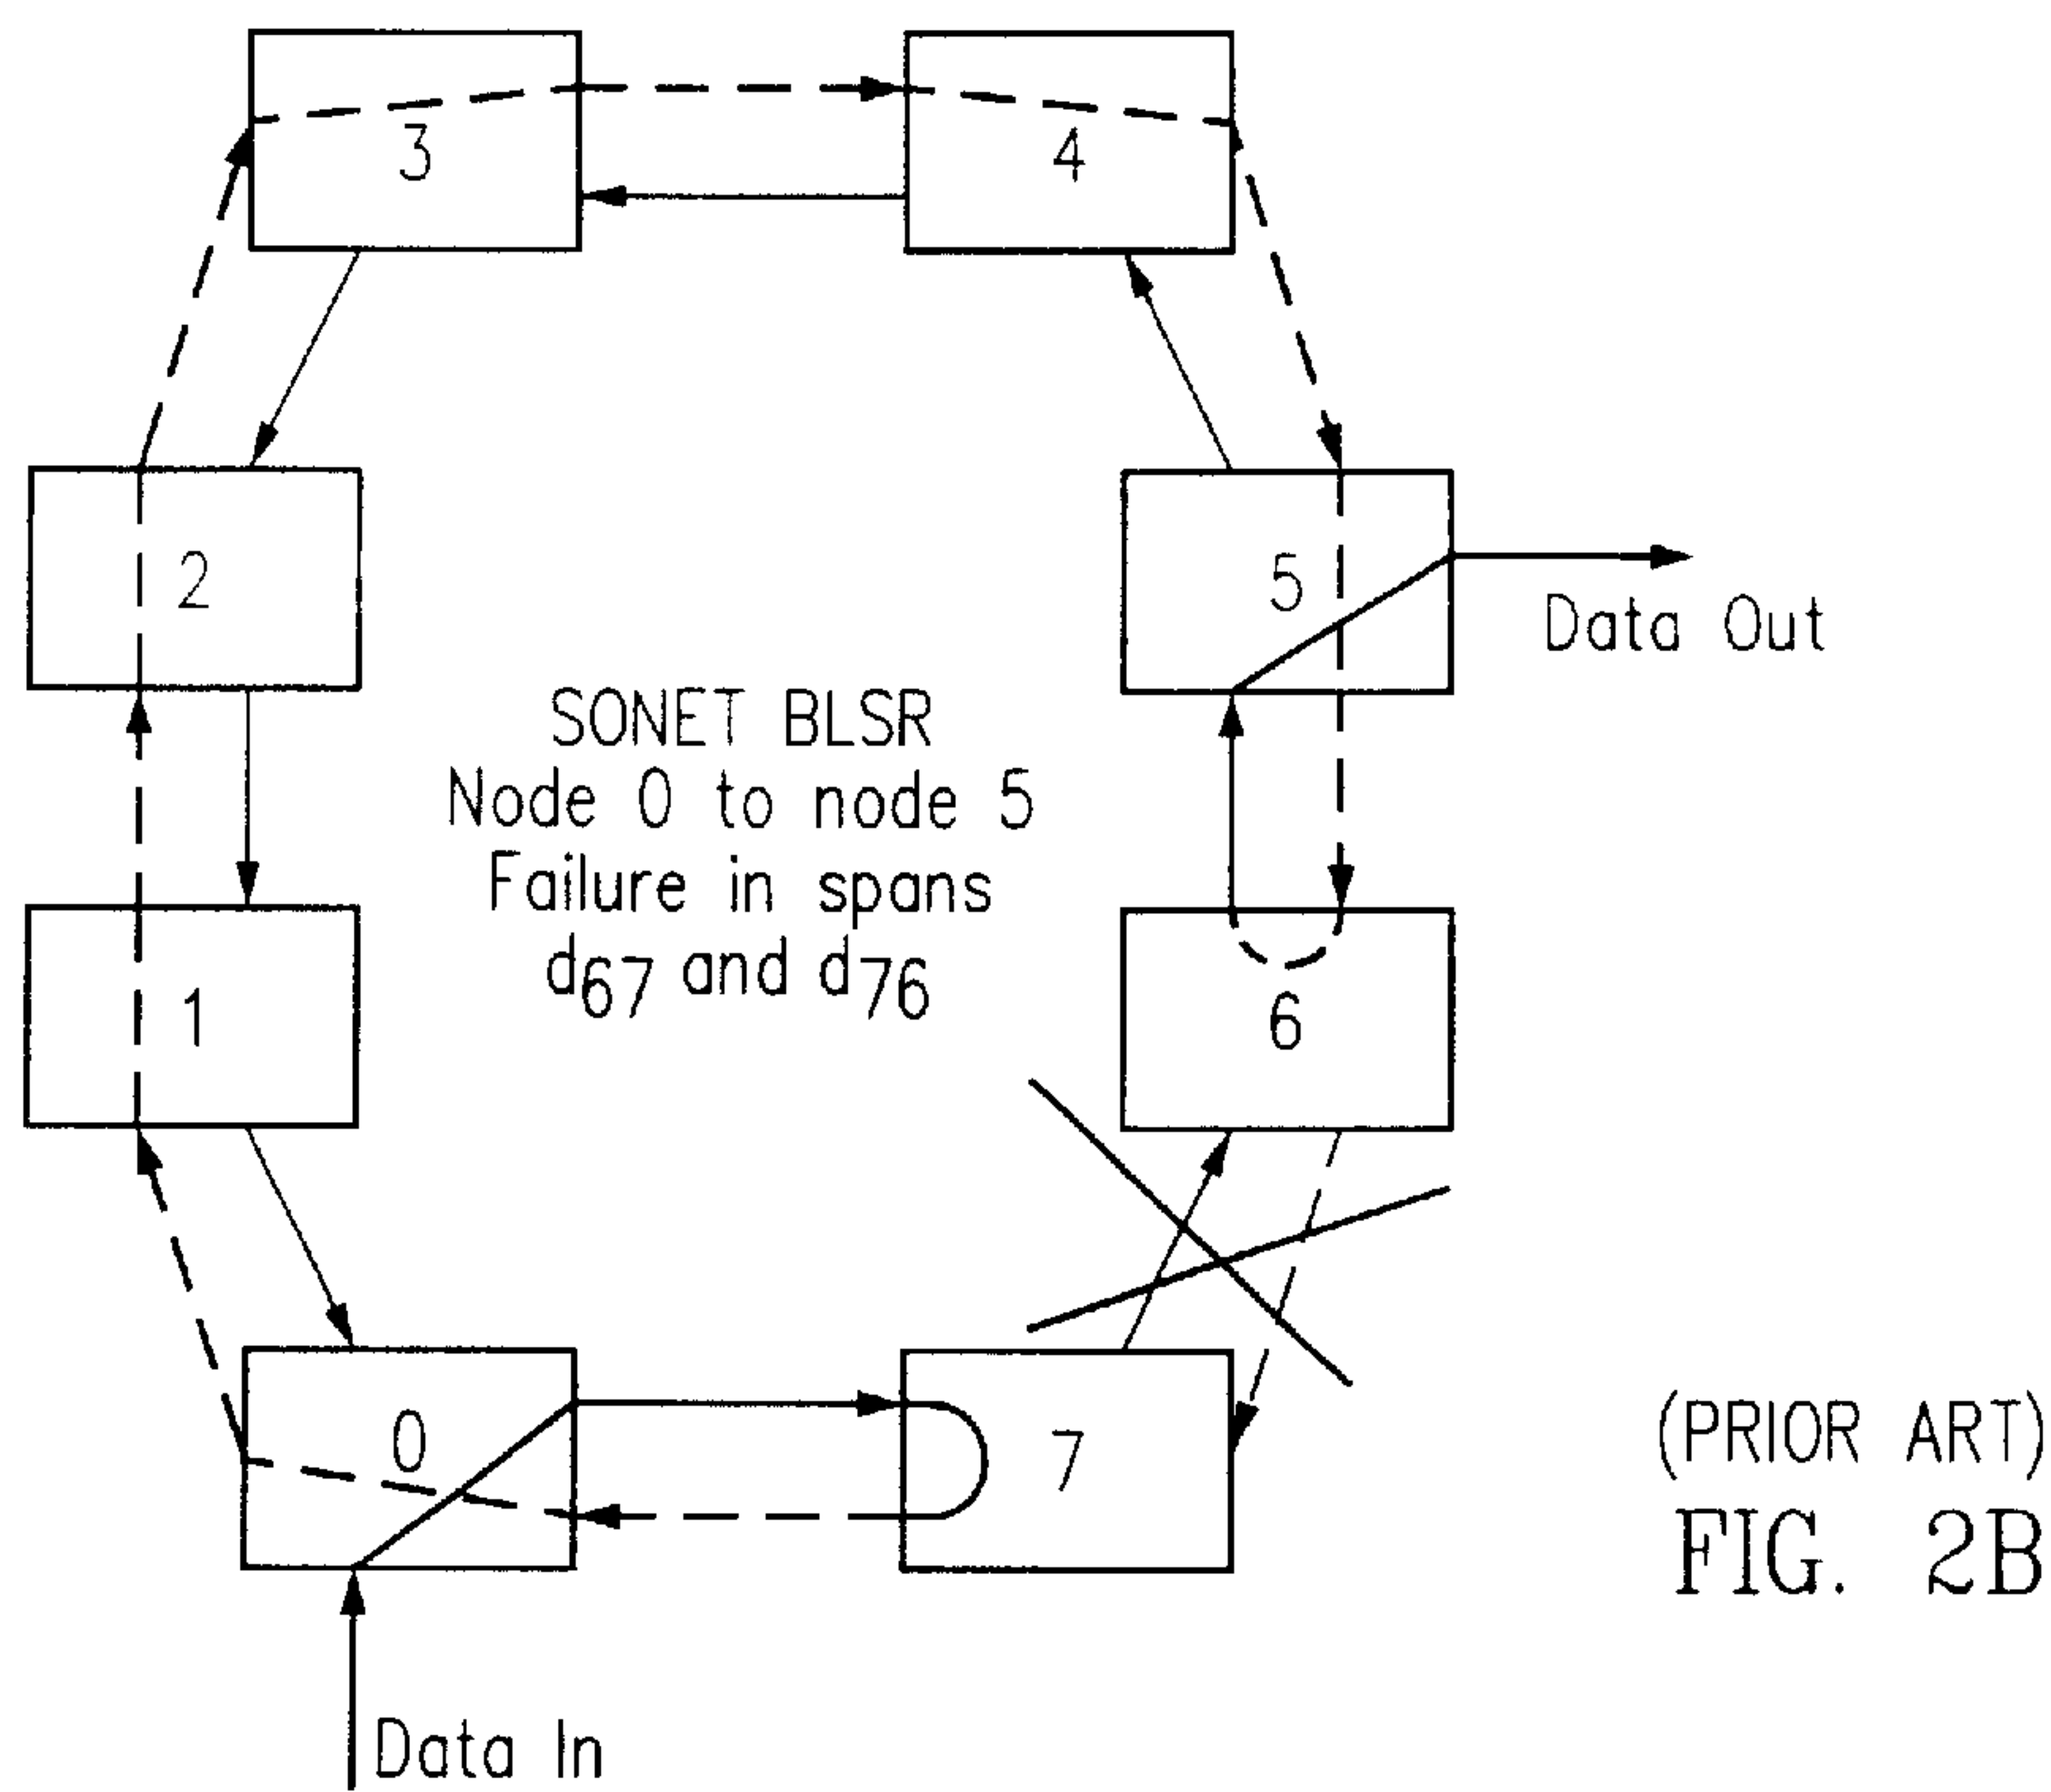 3
4
2
5
Data Out
SONET BLSR
Node 0 to node 5
Failure in spans
d67 and d76
1
6
0
7
(PRIOR ART)
FIG. 2B
Data In